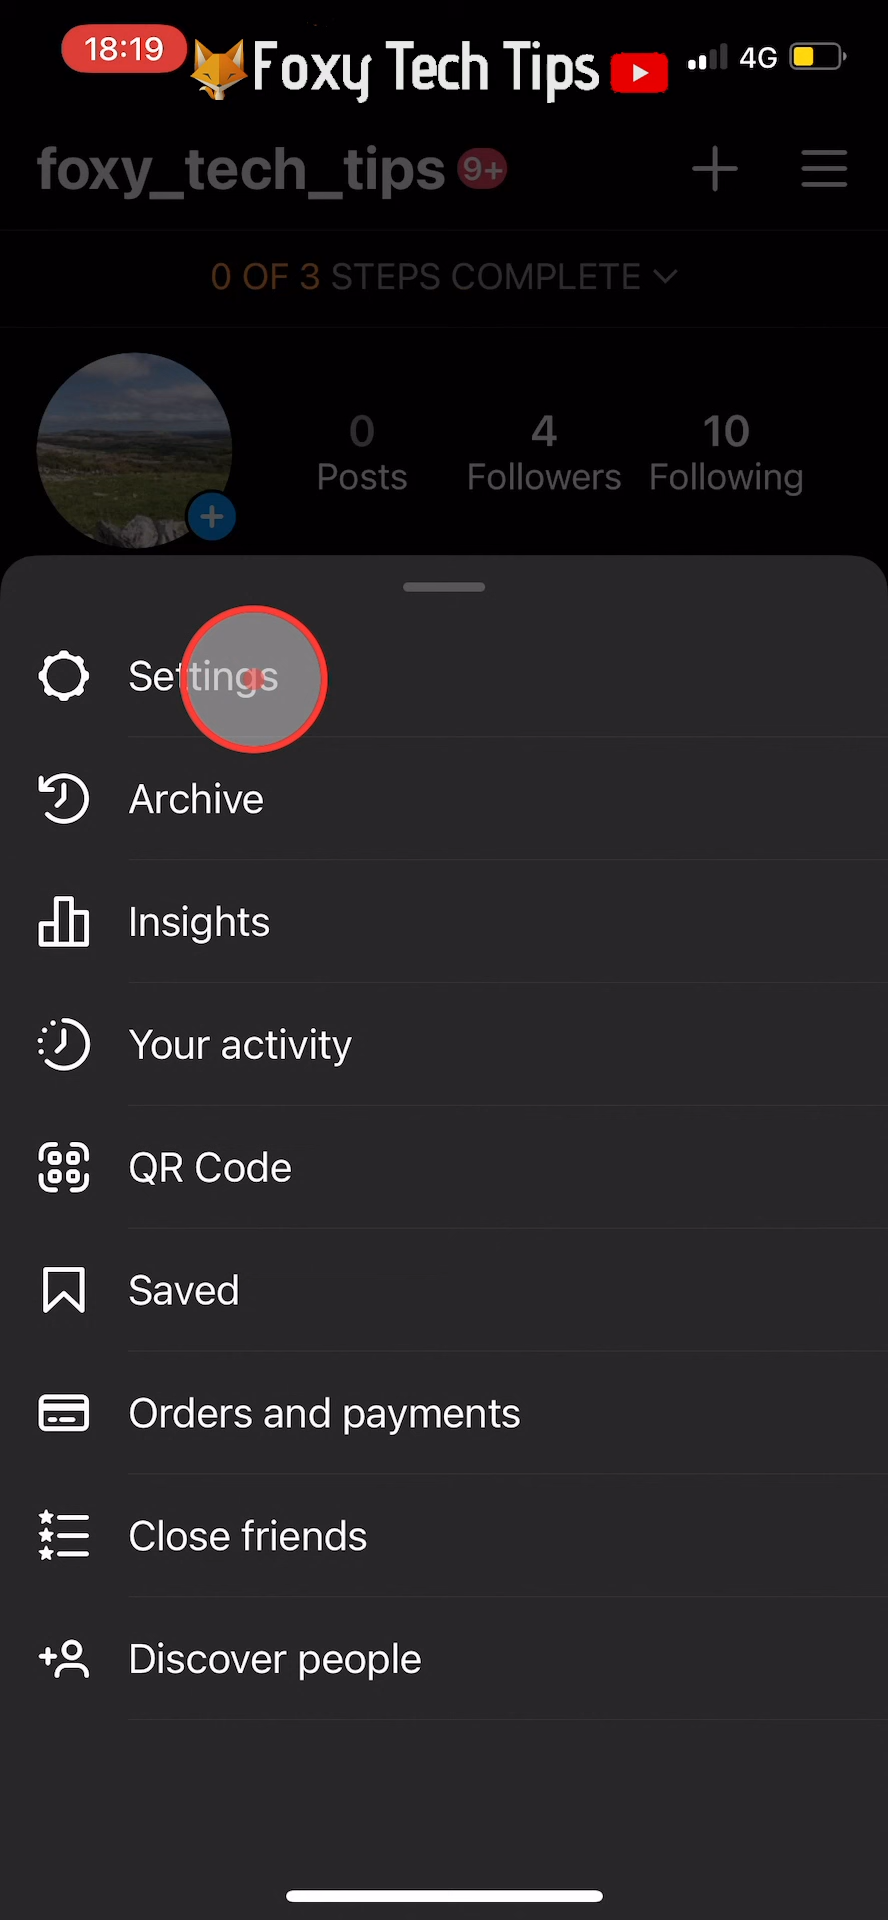 18:19
Foxy Tech Tips
4G
foxy_tech_tips 9+
0 OF 3 STEPS COMPLETE
0 4 10
Posts Followers Following
Settings
Archive
Insights
Your activity
QR Code
Saved
Orders and payments
Close friends
Discover people